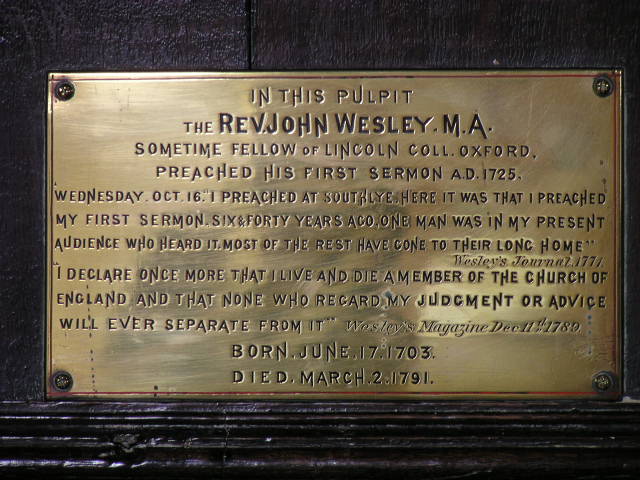 IN THIS PULPIT
THE REV. JOHN WESLEY. M.A.
SOMETIME FELLOW OF LINCOLN COLL. OXFORD,
PREACHED HIS FIRST SERMON A.D. 1725.
WEDNESDAY. OCT. 16. "I PREACHED AT SOUTH LYE. HERE IT WAS THAT I PREACHED
MY FIRST SERMON. SIX & FORTY YEARS AGO, ONE MAN WAS IN MY PRESENT
AUDIENCE WHO HEARD IT. MOST OF THE REST HAVE GONE TO THEIR LONG HOME"
Wesley's Journal. 1771.
"I DECLARE ONCE MORE THAT I LIVE AND DIE A MEMBER OF THE CHURCH OF
ENGLAND AND THAT NONE WHO REGARD MY JUDGMENT OR ADVICE
WILL EVER SEPARATE FROM IT" Wesley's Magazine Dec 11th 1789.
BORN. JUNE. 17. 1703.
DIED. MARCH. 2. 1791.